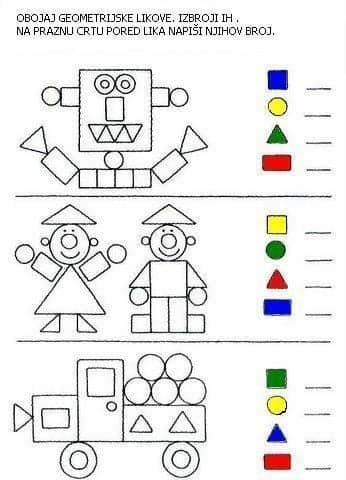 OBOJAJ GEOMETRIJSKE LIKOVE. IZBROJI IH .
NA PRAZNU CRTU PORED LIKA NAPIŠI NJIHOV BROJ.